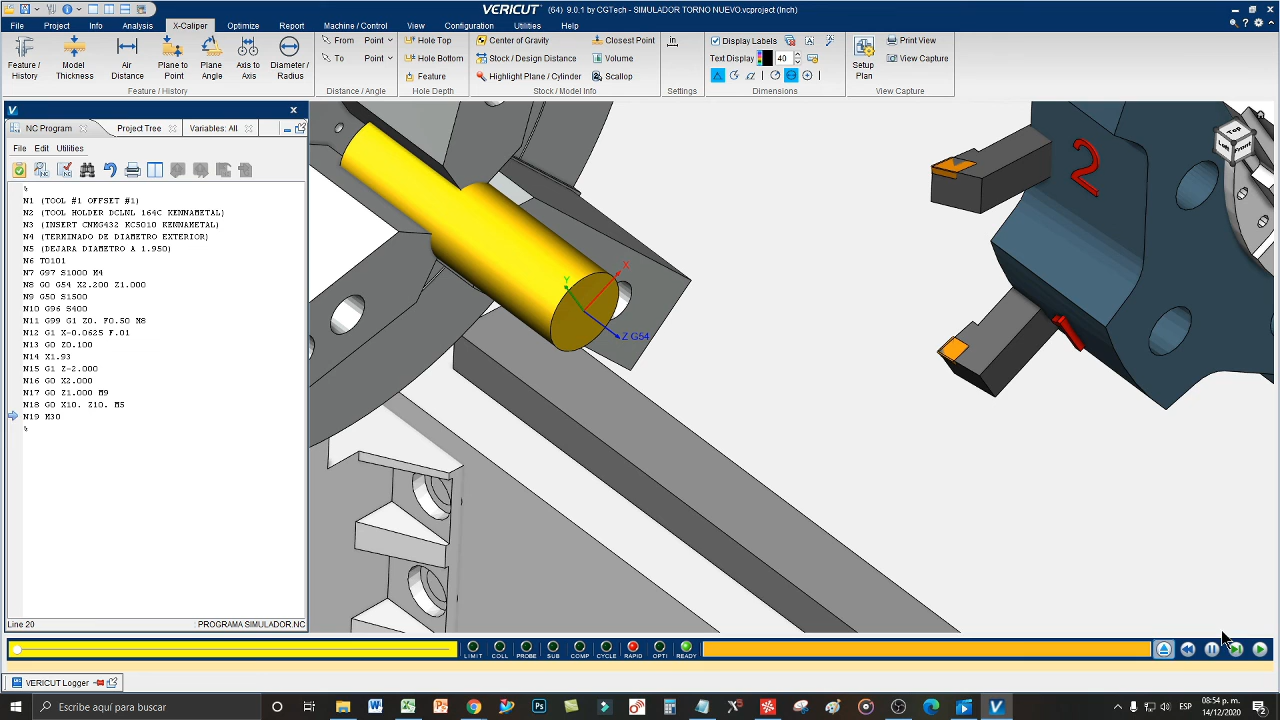 VERICUT (64) 9.0.1 by CGTech - SIMULADOR TORNO NUEVO.vcproject (Inch)
File Project Info Analysis X-Caliper Optimize Report Machine / Control View Configuration Utilities Help
Feature / History
Model Thickness
Air Distance
Plane to Point
Plane Angle
Axis to Axis
Diameter / Radius
Feature / History
From Point
To Point
Distance / Angle
Hole Top
Hole Bottom
Feature
Hole Depth
Center of Gravity
Stock / Design Distance
Highlight Plane / Cylinder
Closest Point
Volume
Scallop
Stock / Model Info
in
Settings
Display Labels
Text Display 40
Dimensions
Setup Plan
Print View
View Capture
View Capture
NC Program Project Tree Variables: All
File Edit Utilities
%
N1 (TOOL #1 OFFSET #1)
N2 (TOOL HOLDER DCLNL 164C KENNAMETAL)
N3 (INSERT CNMG432 KC5010 KENNAMETAL)
N4 (TERMINADO DE DIAMETRO EXTERIOR)
N5 (DEJARA DIAMETRO A 1.950)
N6 T0101
N7 G97 S1000 M4
N8 G0 G54 X2.200 Z1.000
N9 G50 S1500
N10 G96 S400
N11 G99 G1 Z0. F0.50 M8
N12 G1 X-0.0625 F.01
N13 G0 Z0.100
N14 X1.93
N15 G1 Z-2.000
N16 G0 X2.000
N17 G0 Z1.000 M9
N18 G0 X10. Z10. M5
N19 M30
%
X
Y
Z G54
2
1
Top
Left
Front
Line 20 : PROGRAMA SIMULADOR.NC
LIMIT COLL PROBE SUB COMP CYCLE RAPID OPTI READY
VERICUT Logger
Escribe aquí para buscar
ESP
08:54 p. m.
14/12/2020
2